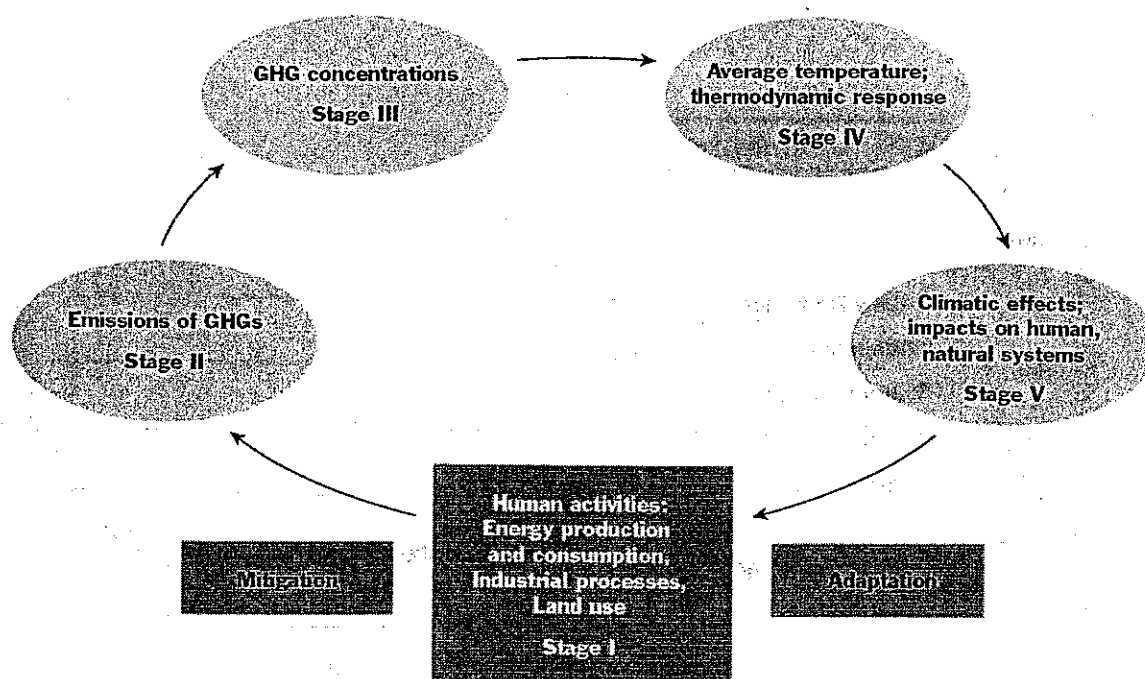 GHG concentrations
Stage III
Average temperature;
thermodynamic response
Stage IV
Emissions of GHGs
Stage II
Climatic effects;
impacts on human,
natural systems
Stage V
Human activities:
Energy production
and consumption,
Industrial processes,
Land use
Stage I
Mitigation
Adaptation